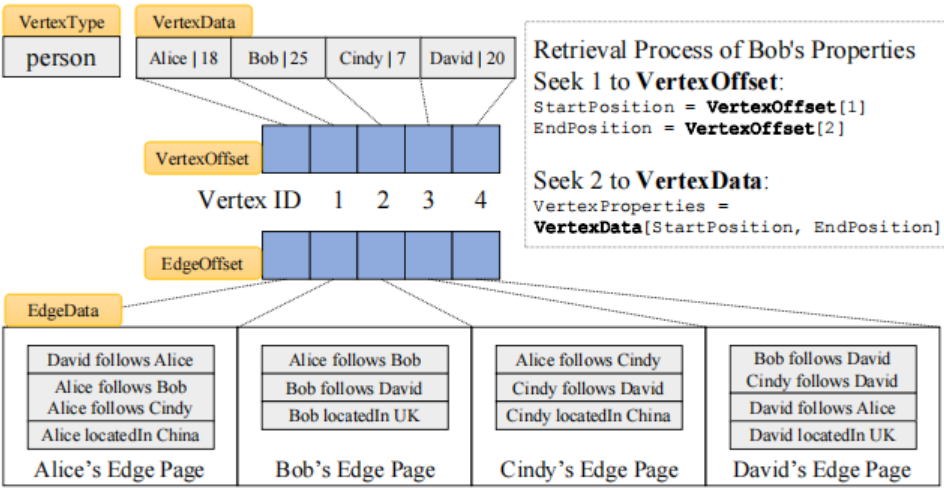 VertexType
person
VertexData
Alice | 18
Bob | 25
Cindy | 7
David | 20
VertexOffset
Vertex ID 1 2 3 4
EdgeOffset
EdgeData
Retrieval Process of Bob's Properties
Seek 1 to VertexOffset:
StartPosition = VertexOffset[1]
EndPosition = VertexOffset[2]
Seek 2 to VertexData:
VertexProperties =
VertexData[StartPosition, EndPosition]
David follows Alice
Alice follows Bob
Alice follows Cindy
Alice locatedIn China
Alice's Edge Page
Alice follows Bob
Bob follows David
Bob locatedIn UK
Bob's Edge Page
Alice follows Cindy
Cindy follows David
Cindy locatedIn China
Cindy's Edge Page
Bob follows David
Cindy follows David
David follows Alice
David locatedIn UK
David's Edge Page